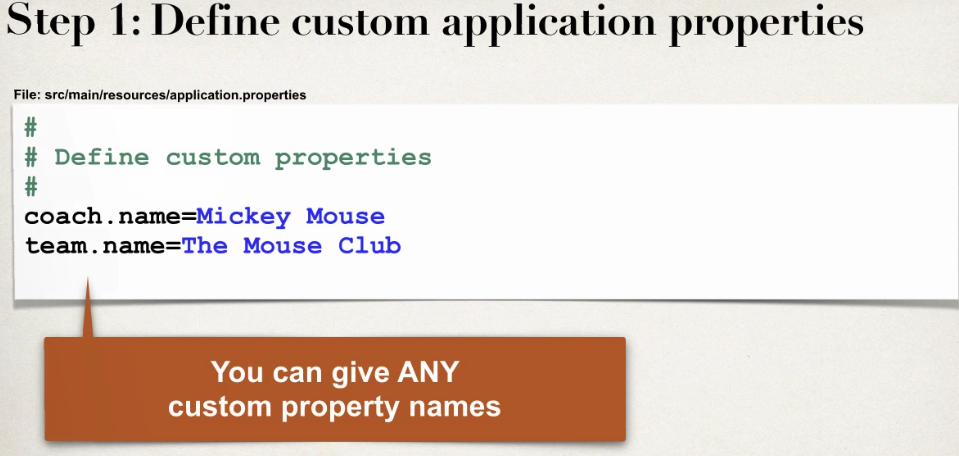 Step 1: Define custom application properties
File: src/main/resources/application.properties
#
# Define custom properties
#
coach.name=Mickey Mouse
team.name=The Mouse Club
You can give ANY
custom property names